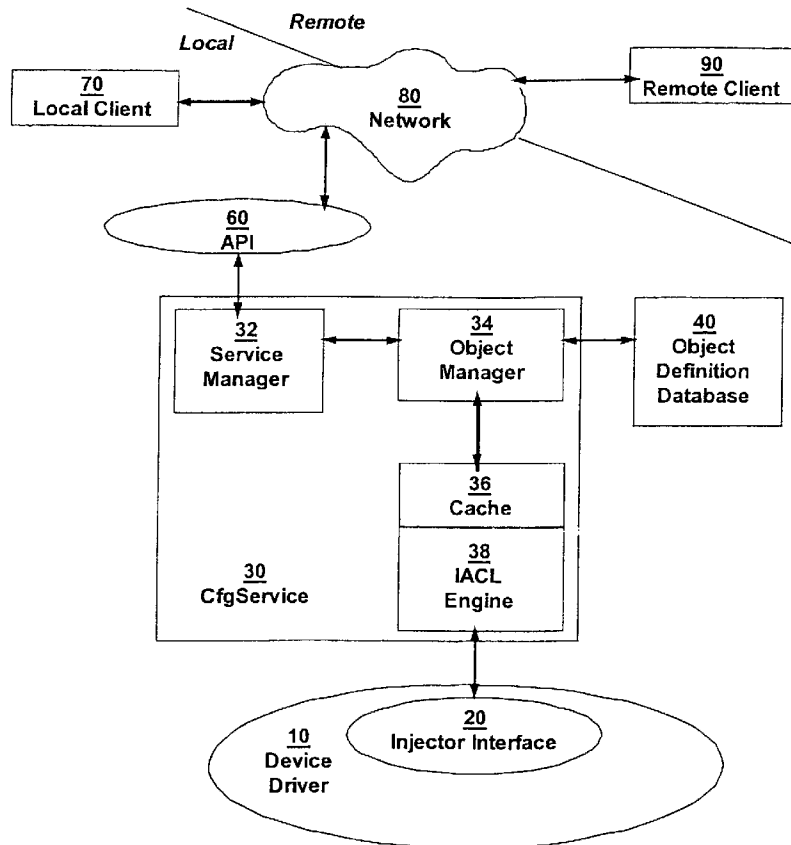 Remote
Local
70
Local Client
80
Network
90
Remote Client
60
API
32
Service
Manager
34
Object
Manager
40
Object
Definition
Database
36
Cache
30
CfgService
38
IACL
Engine
20
Injector Interface
10
Device
Driver